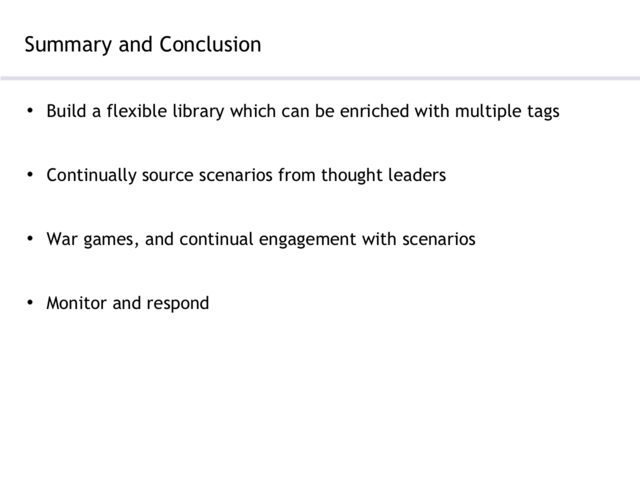 Summary and Conclusion
• Build a flexible library which can be enriched with multiple tags
• Continually source scenarios from thought leaders
• War games, and continual engagement with scenarios
• Monitor and respond